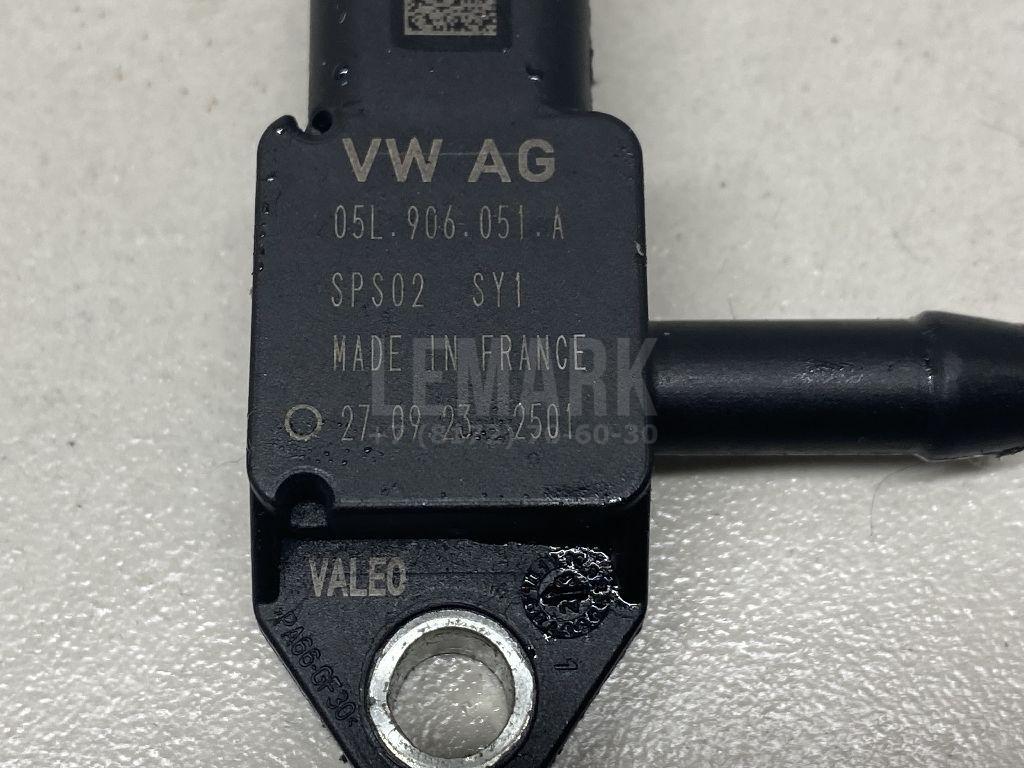 VW AG
05L.906.051.A
SPS02 SY1
MADE IN FRANCE
LEMARK
27.09.23 2501
60-30
VALEO
>PA66-GF30<
1